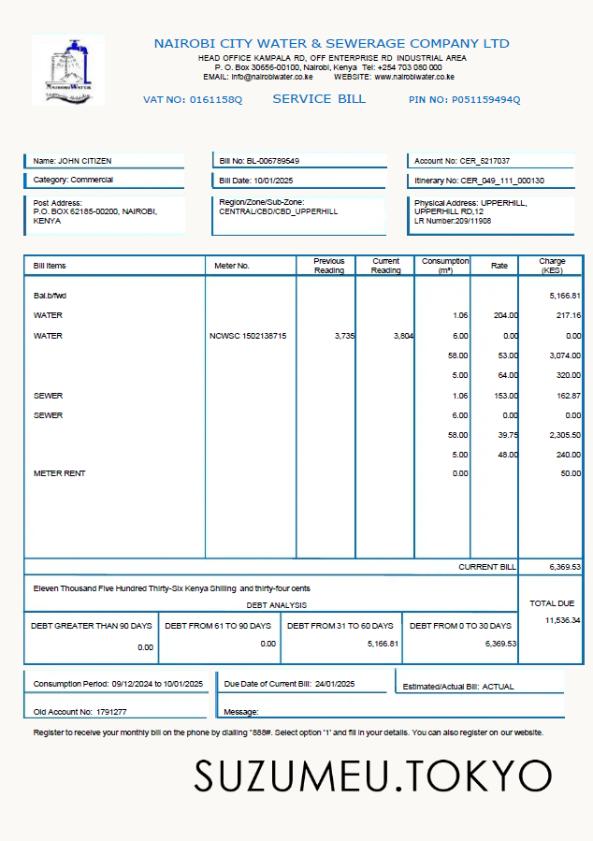 NAIROBI CITY WATER & SEWERAGE COMPANY LTD
HEAD OFFICE KAMPALA RD, OFF ENTERPRISE RD INDUSTRIAL AREA
P. O. Box 30656-00100, Nairobi, Kenya Tel: +254 703 080 000
EMAIL: info@nairobiwater.co.ke WEBSITE: www.nairobiwater.co.ke
VAT NO: 0161158Q SERVICE BILL PIN NO: P051159494Q
NAIROBI WATER
Name: JOHN CITIZEN Bill No: BL-006789549 Account No: CER_5217037
Category: Commercial Bill Date: 10/01/2025 Itinerary No: CER_049_111_000130
Post Address: Region/Zone/Sub-Zone: Physical Address: UPPERHILL,
P.O. BOX 62185-00200, NAIROBI, CENTRAL/CBD/CBD_UPPERHILL UPPERHILL RD,12
KENYA LR Number:209/11908
Bill Items Meter No. Previous Reading Current Reading Consumption (m³) Rate Charge (KES)
Bal.b/fwd 5,166.81
WATER 1.06 204.00 217.16
WATER NCWSC 1502138715 3,735 3,804 6.00 0.00 0.00
58.00 53.00 3,074.00
5.00 64.00 320.00
SEWER 1.06 153.00 162.87
SEWER 6.00 0.00 0.00
58.00 39.75 2,305.50
5.00 48.00 240.00
METER RENT 0.00 50.00
CURRENT BILL 6,369.53
Eleven Thousand Five Hundred Thirty-Six Kenya Shilling and thirty-four cents
DEBT ANALYSIS TOTAL DUE
11,536.34
DEBT GREATER THAN 90 DAYS DEBT FROM 61 TO 90 DAYS DEBT FROM 31 TO 60 DAYS DEBT FROM 0 TO 30 DAYS
0.00 0.00 5,166.81 6,369.53
Consumption Period: 09/12/2024 to 10/01/2025 Due Date of Current Bill: 24/01/2025 Estimated/Actual Bill: ACTUAL
Old Account No: 1791277 Message:
Register to receive your monthly bill on the phone by dialling *888#. Select option '1' and fill in your details. You can also register on our website.
SUZUMEU.TOKYO